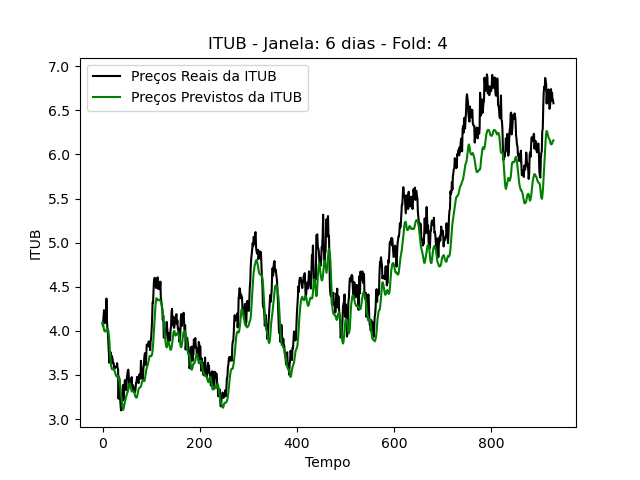 ITUB - Janela: 6 dias - Fold: 4
Preços Reais da ITUB
Preços Previstos da ITUB
7.0
6.5
6.0
5.5
5.0
4.5
4.0
3.5
3.0
ITUB
0 200 400 600 800
Tempo